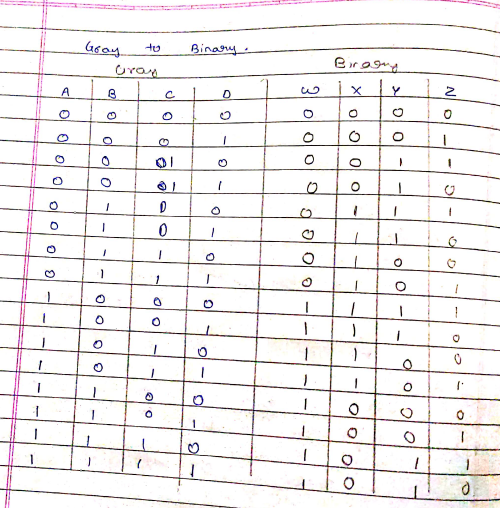 Gray to Binary.
Gray Binary
A B C D W X Y Z
0 0 0 0 0 0 0 0
0 0 0 1 0 0 0 1
0 0 1 0 0 0 1 1
0 0 1 1 0 0 1 0
0 1 0 0 0 1 1 1
0 1 0 1 0 1 1 0
0 1 1 0 0 1 0 0
0 1 1 1 0 1 0 1
1 0 0 0 1 1 1 1
1 0 0 1 1 1 1 0
1 0 1 0 1 1 0 0
1 0 1 1 1 1 0 1
1 1 0 0 1 0 0 0
1 1 0 1 1 0 0 1
1 1 1 0 1 0 1 1
1 1 1 1 1 0 1 0